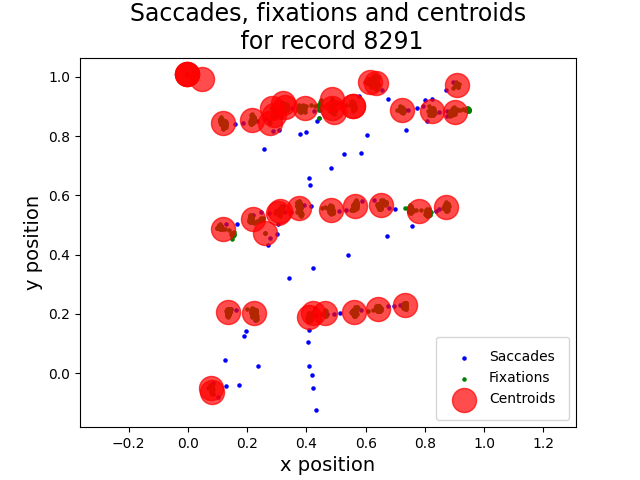 Saccades, fixations and centroids
for record 8291
y position
1.0
0.8
0.6
0.4
0.2
0.0
Saccades
Fixations
Centroids
−0.2 0.0 0.2 0.4 0.6 0.8 1.0 1.2
x position